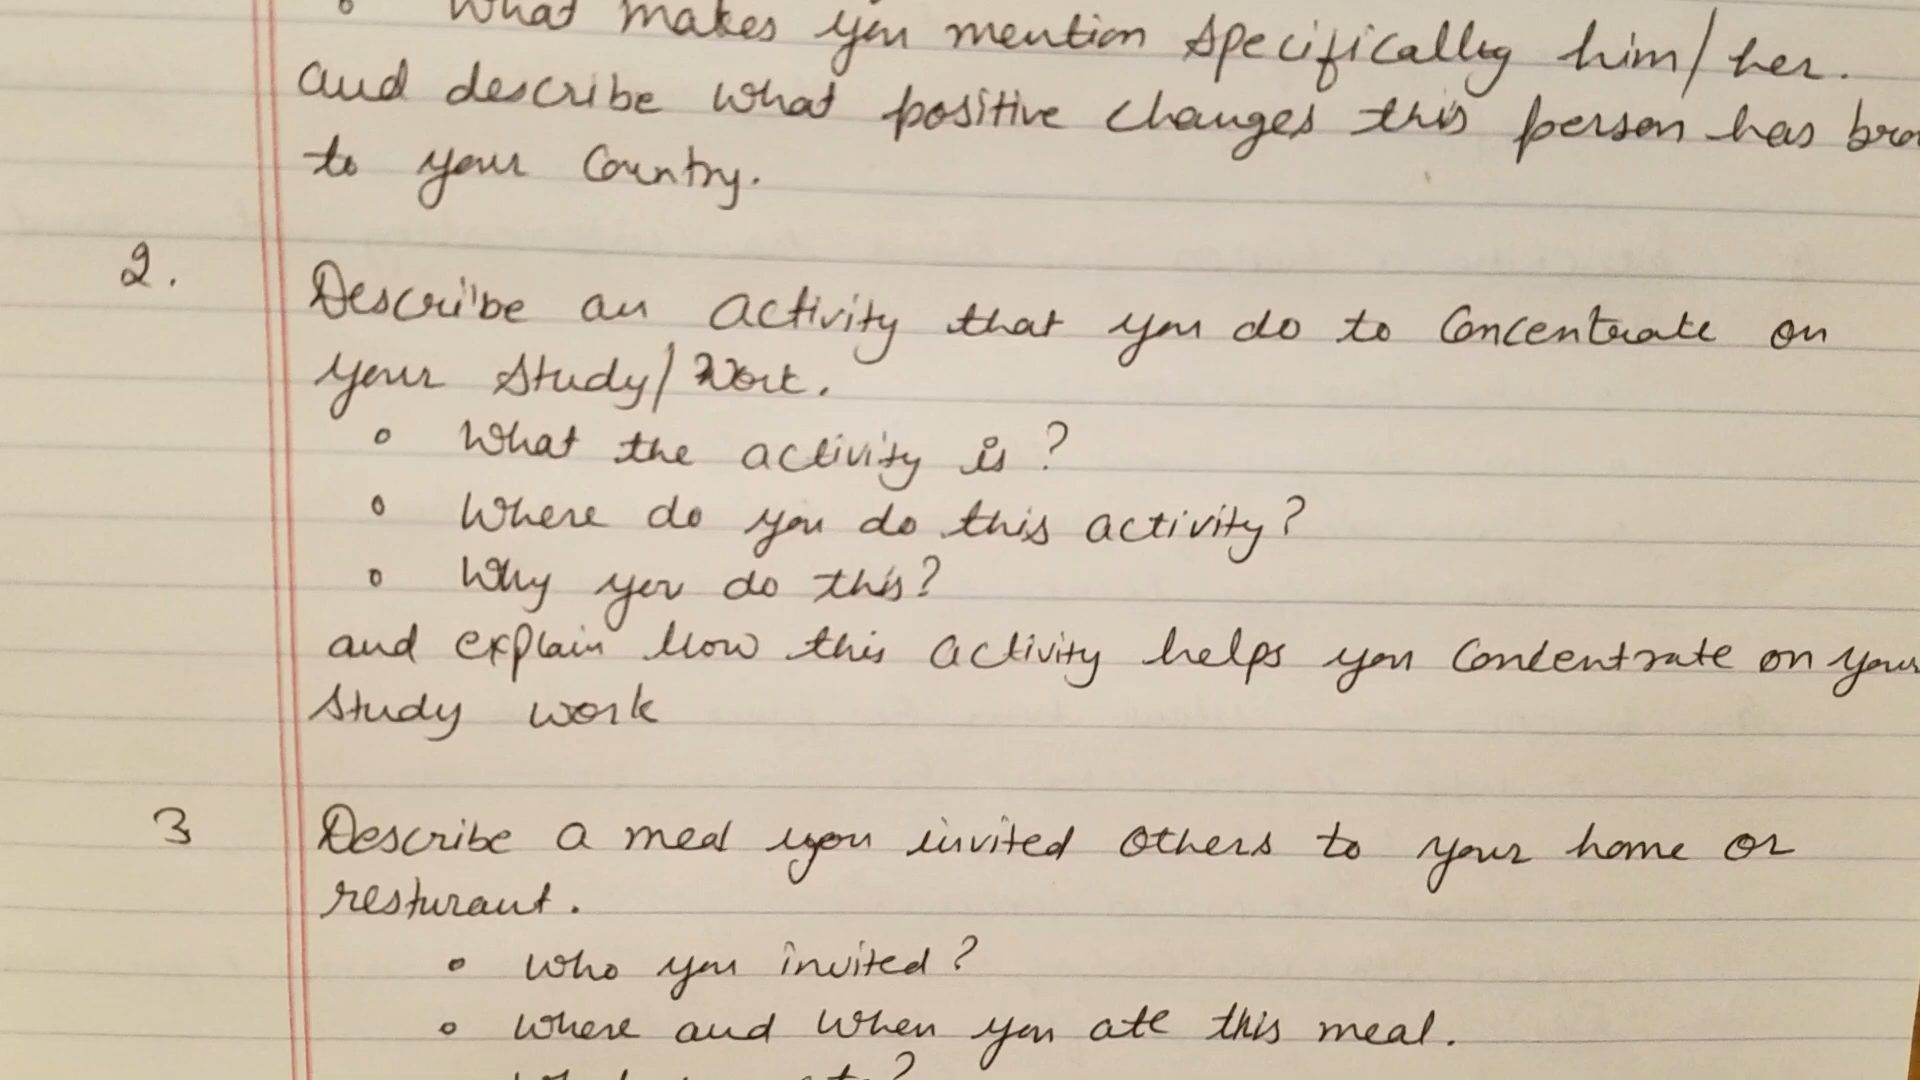 • What makes you mention specifically him/her.
and describe what positive changes this person has
to your Country.
2. Describe an activity that you do to Concentrate on
your study/work.
• What the activity is?
• Where do you do this activity?
• Why you do this?
and explain how this activity helps you Concentrate on your
study work
3 Describe a meal you invited others to your home or
resturant.
• Who you invited?
• Where and when you ate this meal.